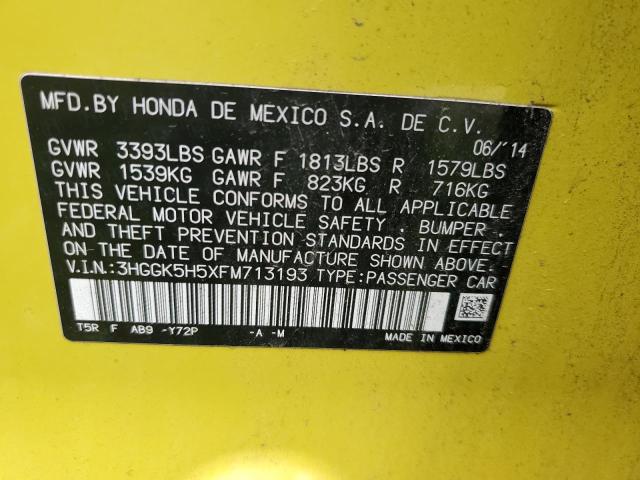 MFD. BY HONDA DE MEXICO S.A. DE C.V.
06/'14
GVWR 3393LBS GAWR F 1813LBS R 1579LBS
GVWR 1539KG GAWR F 823KG R 716KG
THIS VEHICLE CONFORMS TO ALL APPLICABLE
FEDERAL MOTOR VEHICLE SAFETY , BUMPER ,
AND THEFT PREVENTION STANDARDS IN EFFECT
ON THE DATE OF MANUFACTURE SHOWN ABOVE.
V.I.N.:3HGGK5H5XFM713193 TYPE:PASSENGER CAR
T5R F AB9 -Y72P -A -M
MADE IN MEXICO